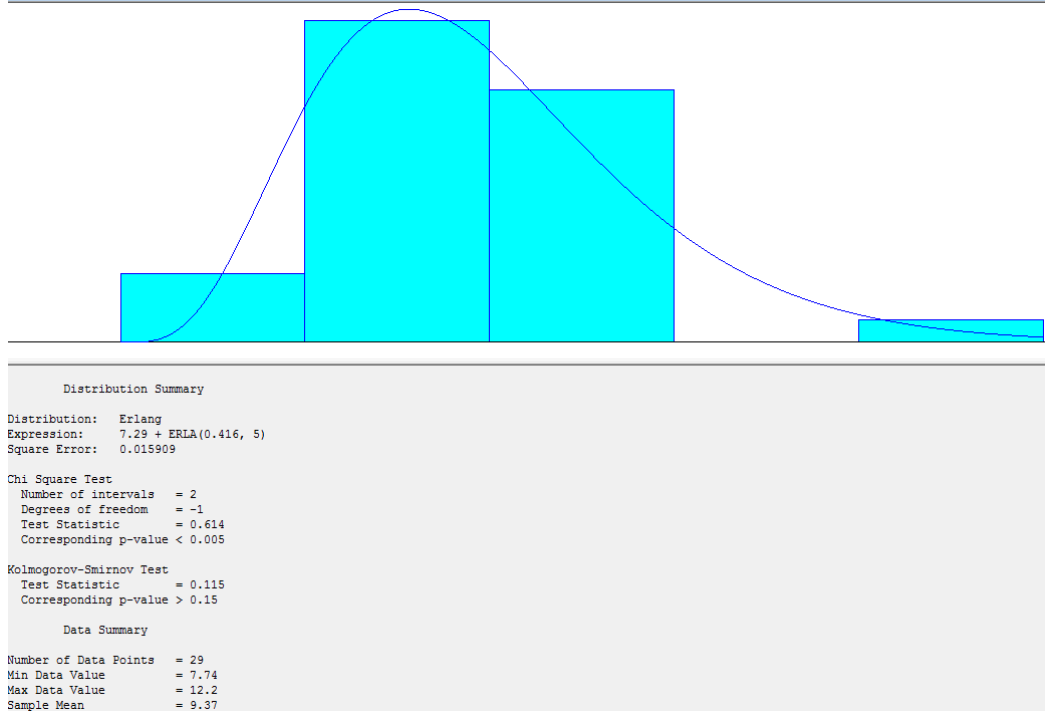 Distribution Summary
Distribution: Erlang
Expression: 7.29 + ERLA(0.416, 5)
Square Error: 0.015909
Chi Square Test
Number of intervals = 2
Degrees of freedom = -1
Test Statistic = 0.614
Corresponding p-value < 0.005
Kolmogorov-Smirnov Test
Test Statistic = 0.115
Corresponding p-value > 0.15
Data Summary
Number of Data Points = 29
Min Data Value = 7.74
Max Data Value = 12.2
Sample Mean = 9.37